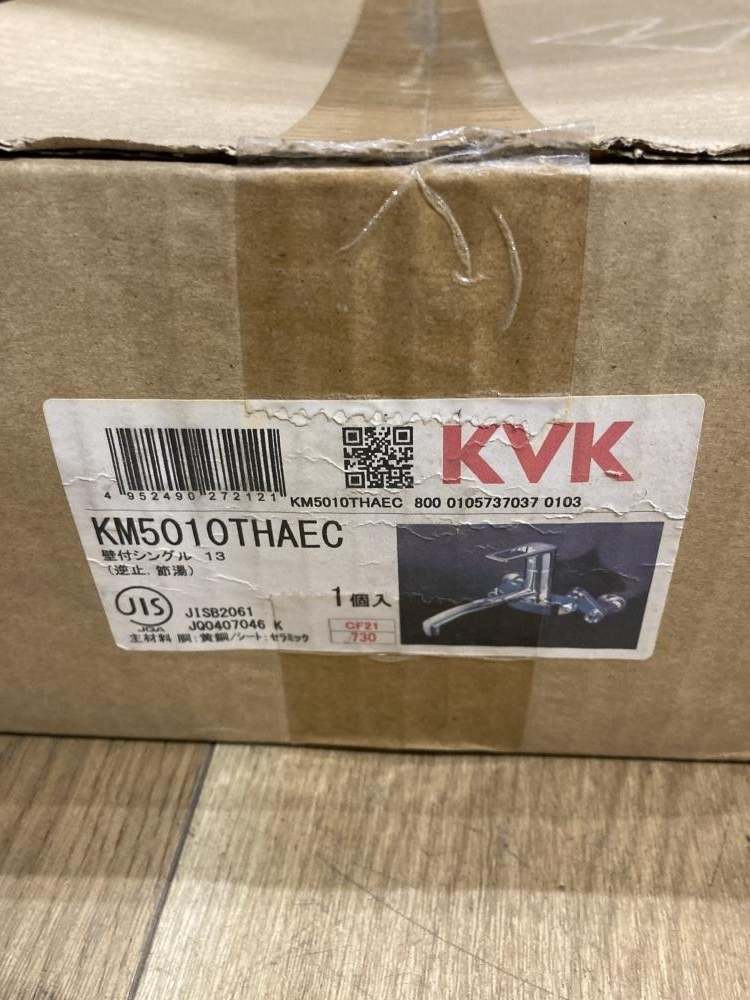 KVK
4 952490 272121
KM5010THAEC 800 0105737037 0103
KM5010THAEC
壁付シングル 13
(逆止, 節湯)
1個入
JIS
JQA
JISB2061
JQ0407046 K
CF21
730
主材料 胴:黄銅/シート:セラミック